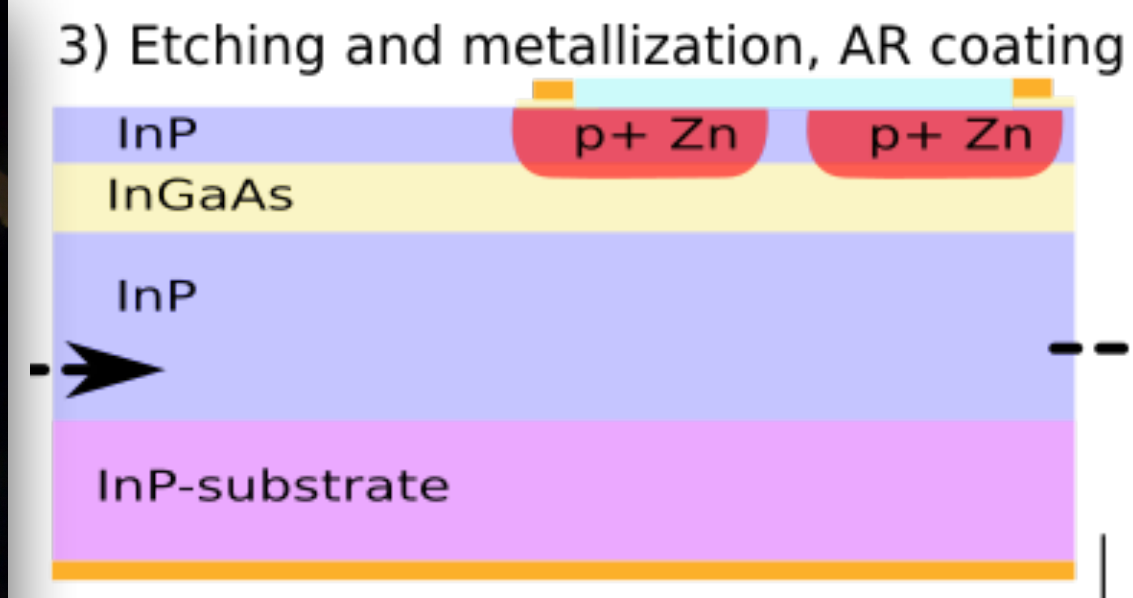 3) Etching and metallization, AR coating
InP
p+ Zn
p+ Zn
InGaAs
InP
InP-substrate